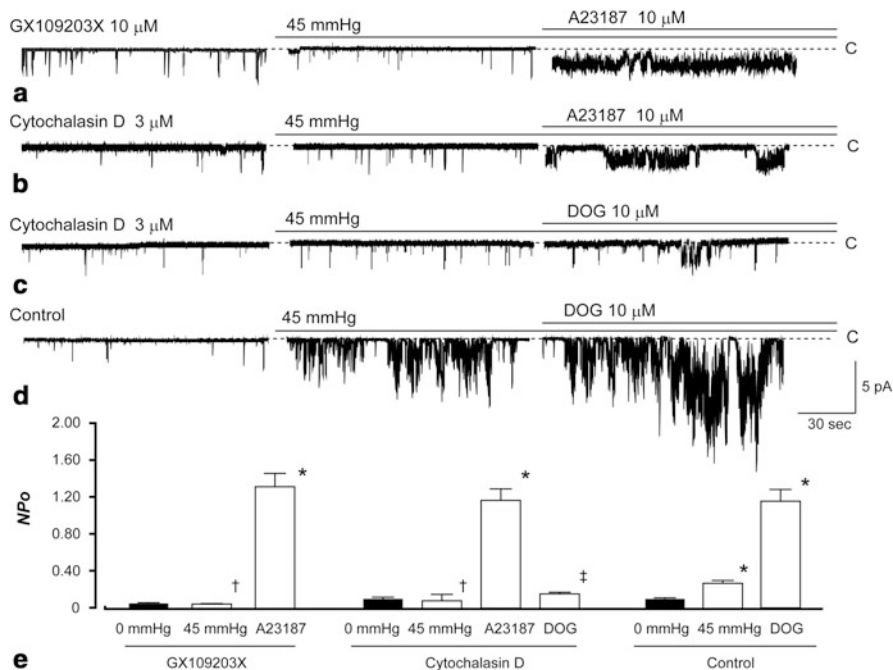 GX109203X 10 μM
45 mmHg
A23187 10 μM
C
a
Cytochalasin D 3 μM
45 mmHg
A23187 10 μM
C
b
Cytochalasin D 3 μM
45 mmHg
DOG 10 μM
C
c
Control
45 mmHg
DOG 10 μM
C
d
5 pA
30 sec
2.00
1.60
1.20
0.80
0.40
0
NPo
†
*
†
*
‡
*
*
0 mmHg 45 mmHg A23187 0 mmHg 45 mmHg A23187 DOG 0 mmHg 45 mmHg DOG
GX109203X Cytochalasin D Control
e